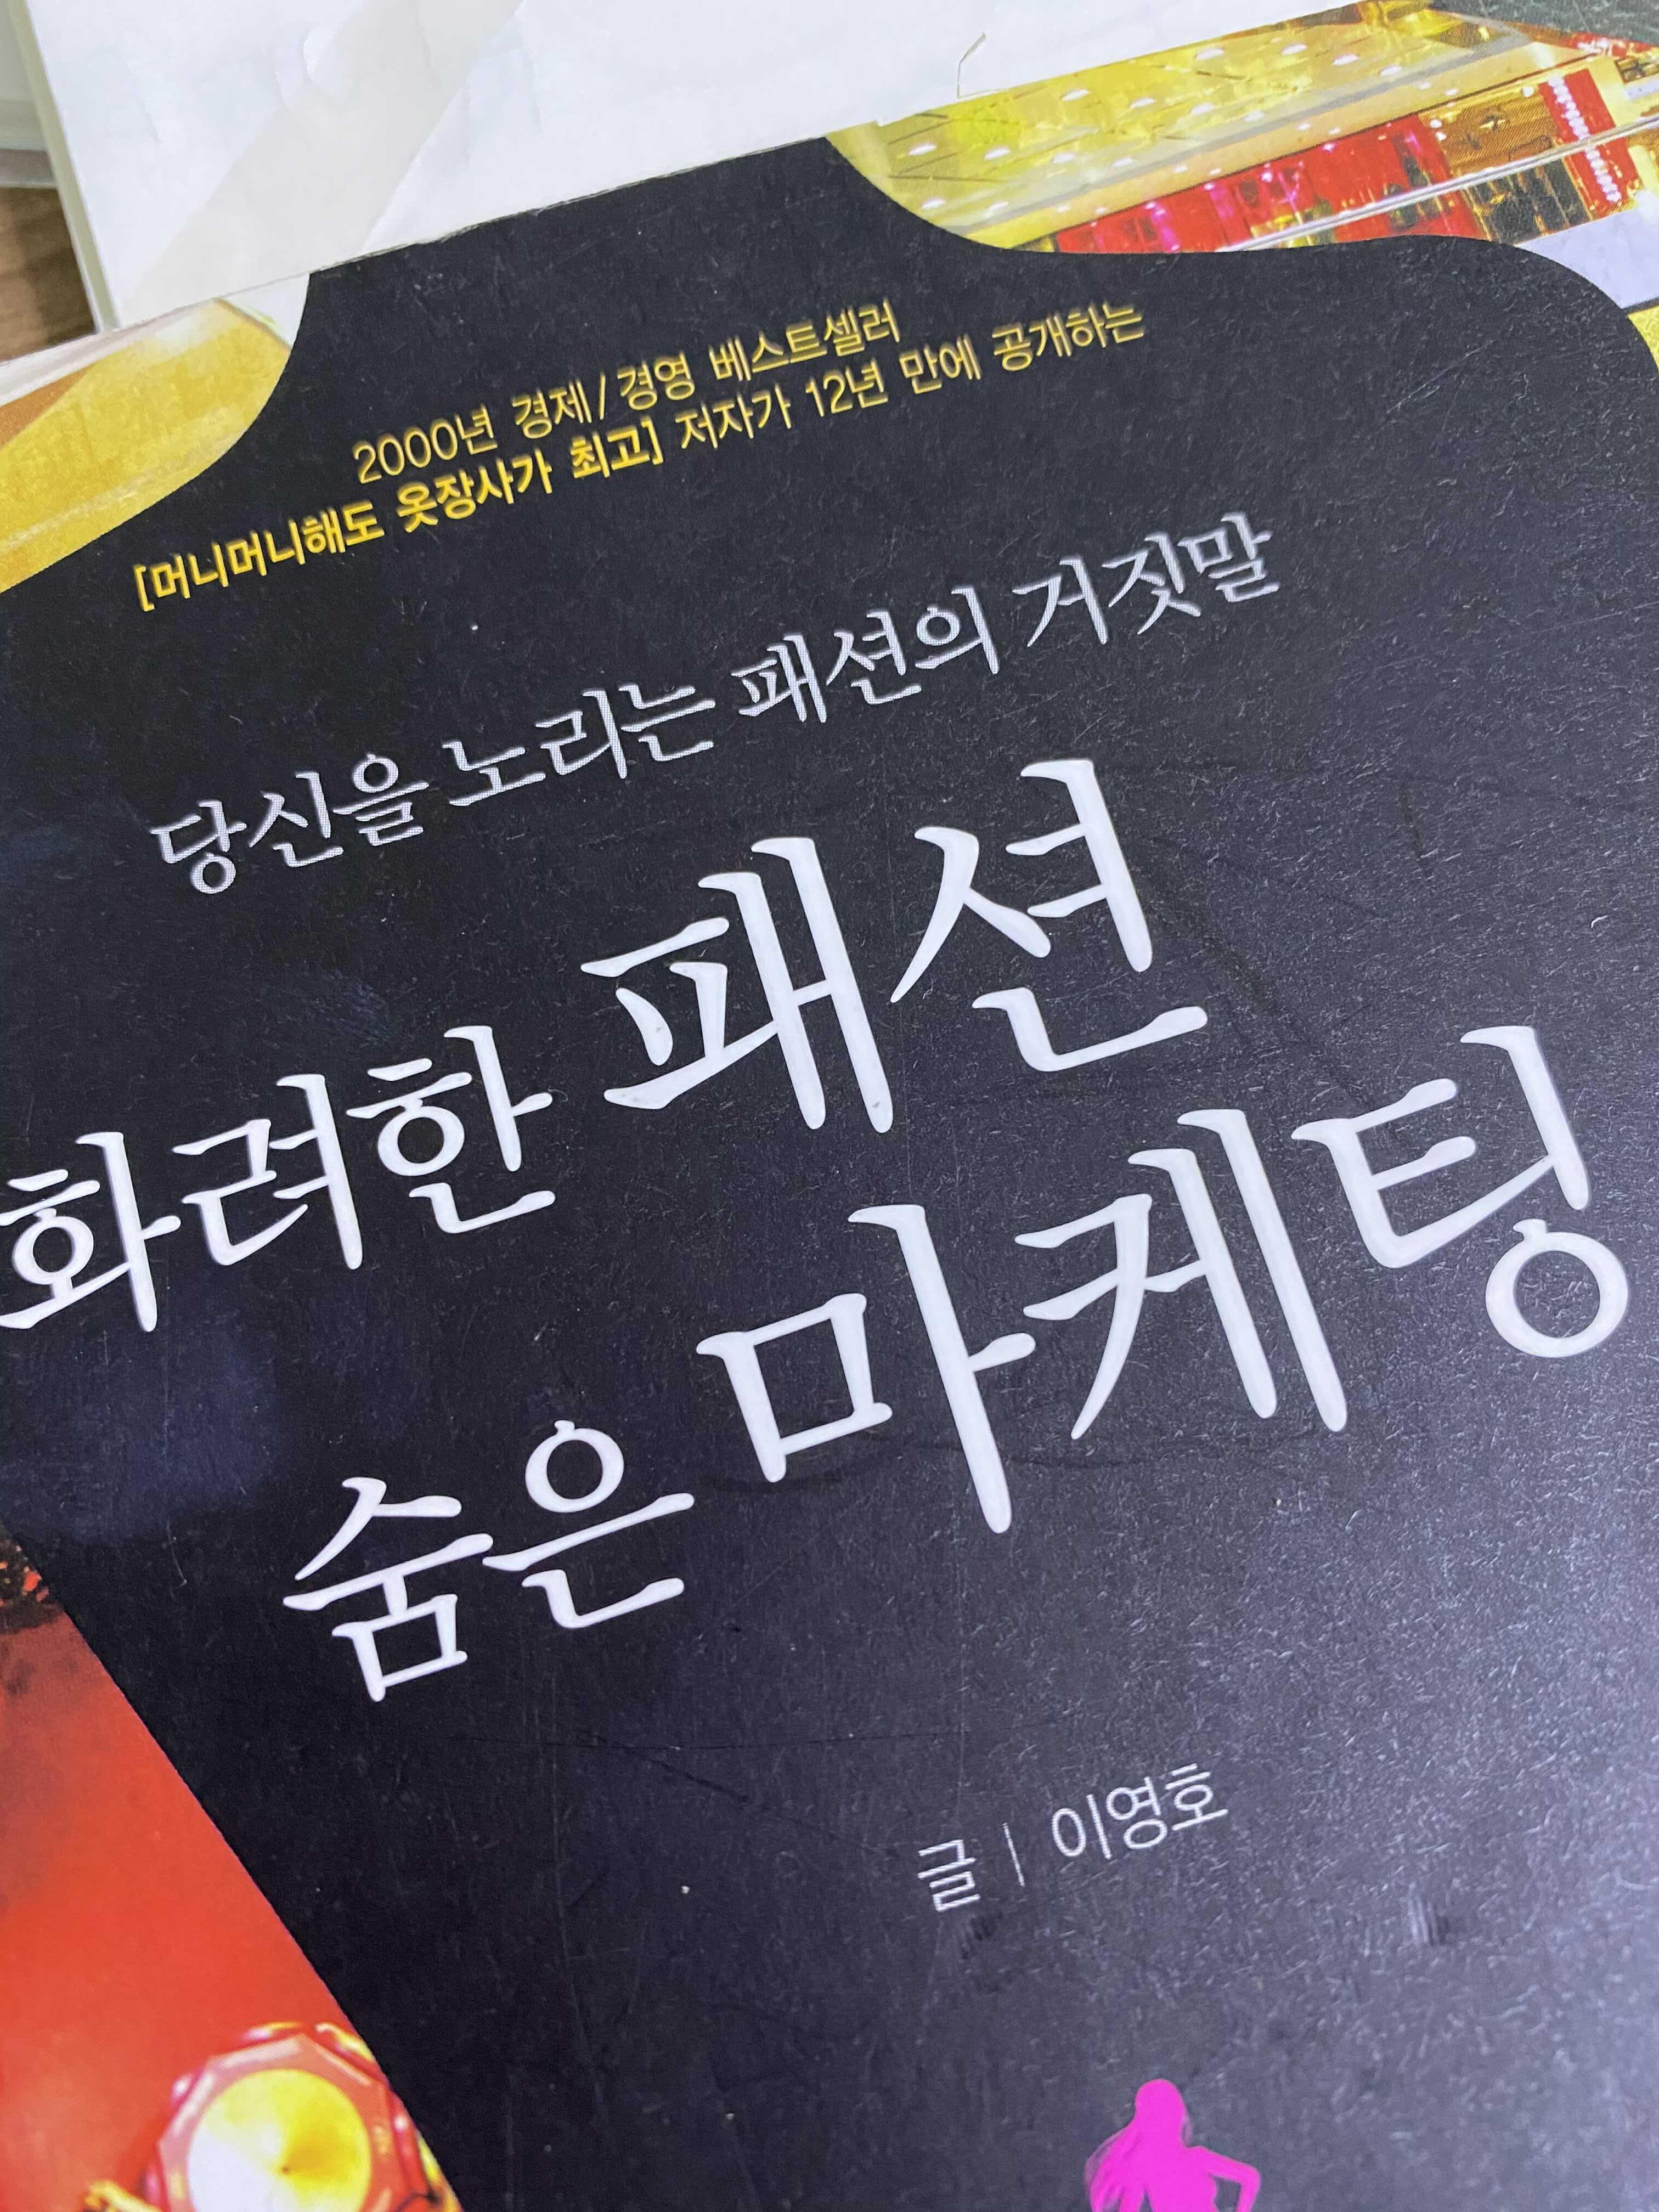 2000년 경제/경영 베스트셀러
[머니머니해도 옷장사가 최고] 저자가 12년 만에 공개하는
당신을 노리는 패션의 거짓말
화려한 패션
숨은 마케팅
글 | 이영호